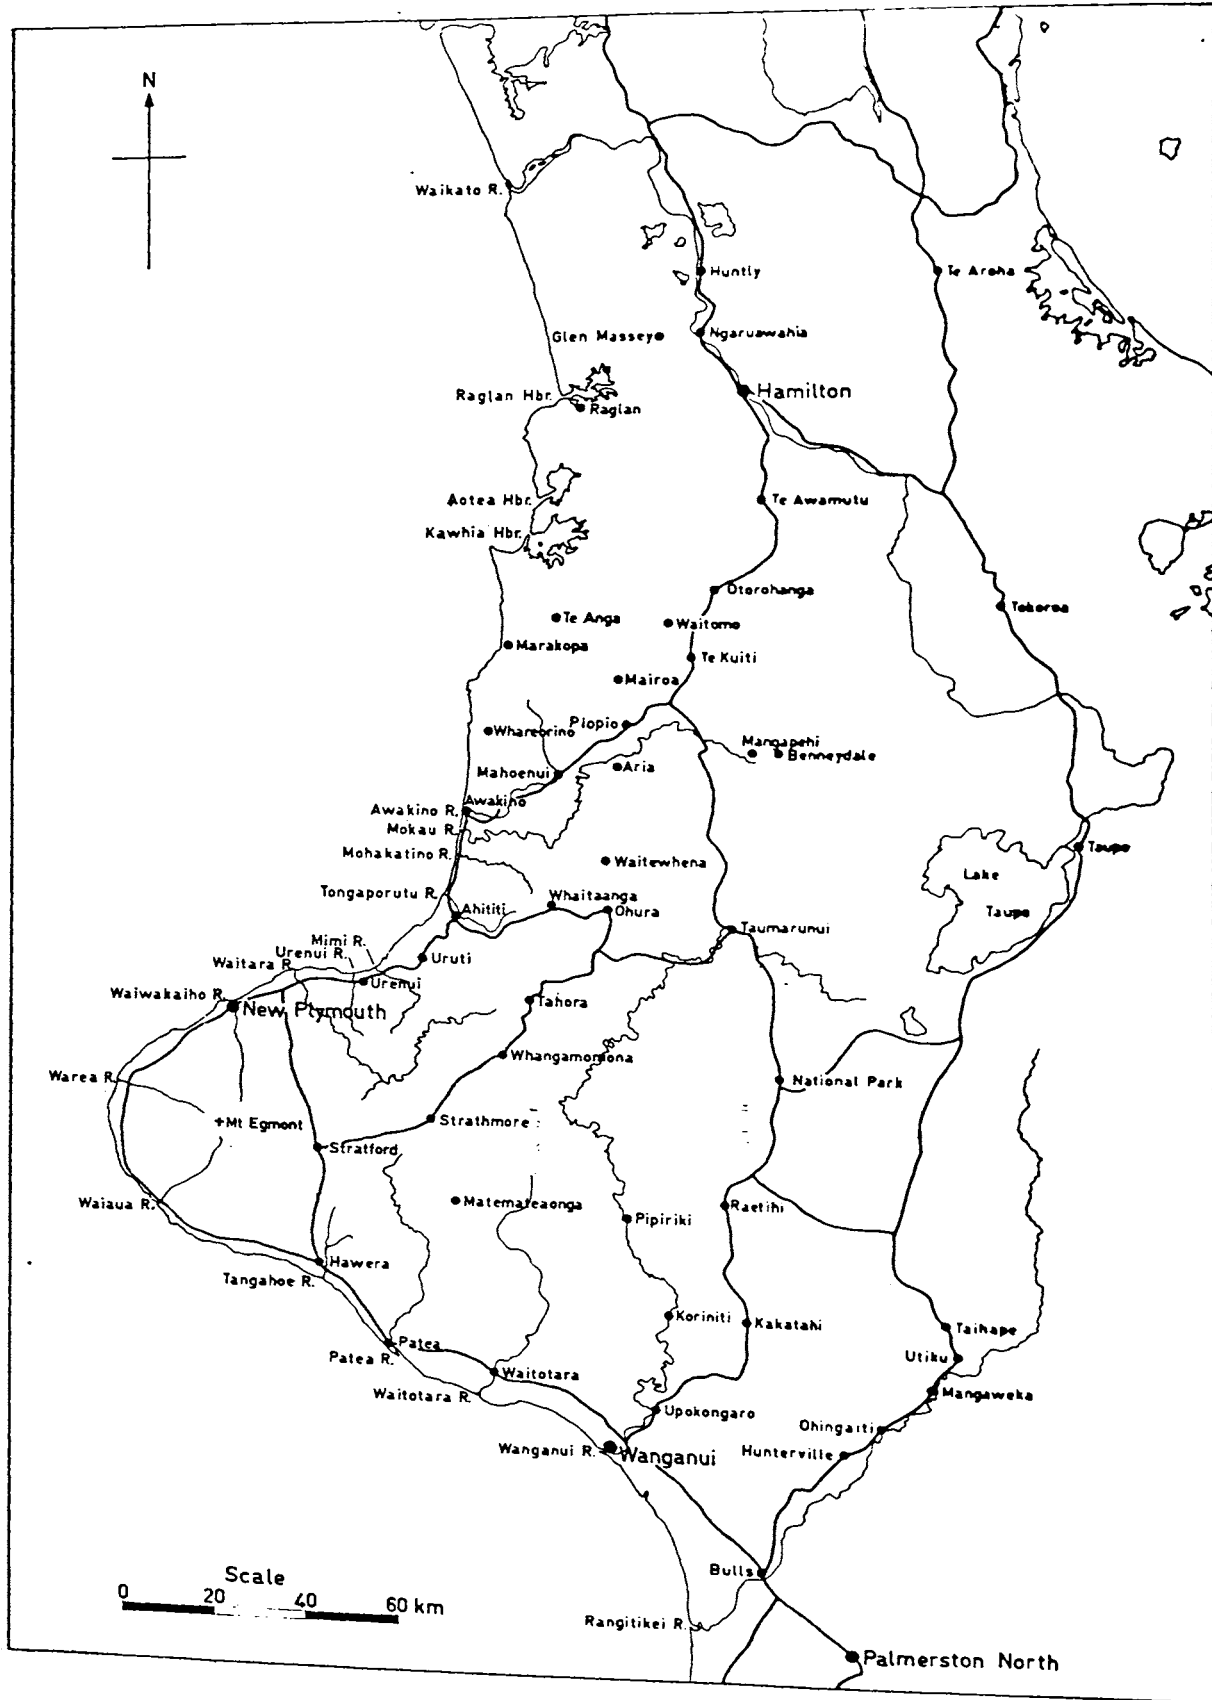 N
Waikato R.
Huntly
Te Aroha
Glen Massey
Ngaruawahia
Hamilton
Raglan Hbr.
Raglan
Aotea Hbr.
Te Awamutu
Kawhia Hbr.
Otorohanga
Tokoroa
Te Anga
Waitomo
Marakopa
Te Kuiti
Mairoa
Piopio
Whareorino
Mangapehi
Benneydale
Mahoenui
Aria
Awakino
Awakino R.
Mokau R.
Mohakatino R.
Waitewhena
Taupo
Lake
Taupo
Tongaporutu R.
Whaitaanga
Ahititi
Ohura
Taumarunui
Mimi R.
Urenui R.
Uruti
Waitara R.
Urenui
Waiwakaiho R.
New Plymouth
Tahora
Whangamomona
Warea R.
National Park
+Mt Egmont
Strathmore
Stratford
Waiaua R.
Matemateaonga
Pipiriki
Raetihi
Hawera
Tangahoe R.
Koriniti
Kakatahi
Taihape
Patea
Patea R.
Utiku
Waitotara
Mangaweka
Waitotara R.
Upokongaro
Ohingaiti
Wanganui R.
Wanganui
Hunterville
Bulls
Scale
0 20 40 60 km
Rangitikei R.
Palmerston North